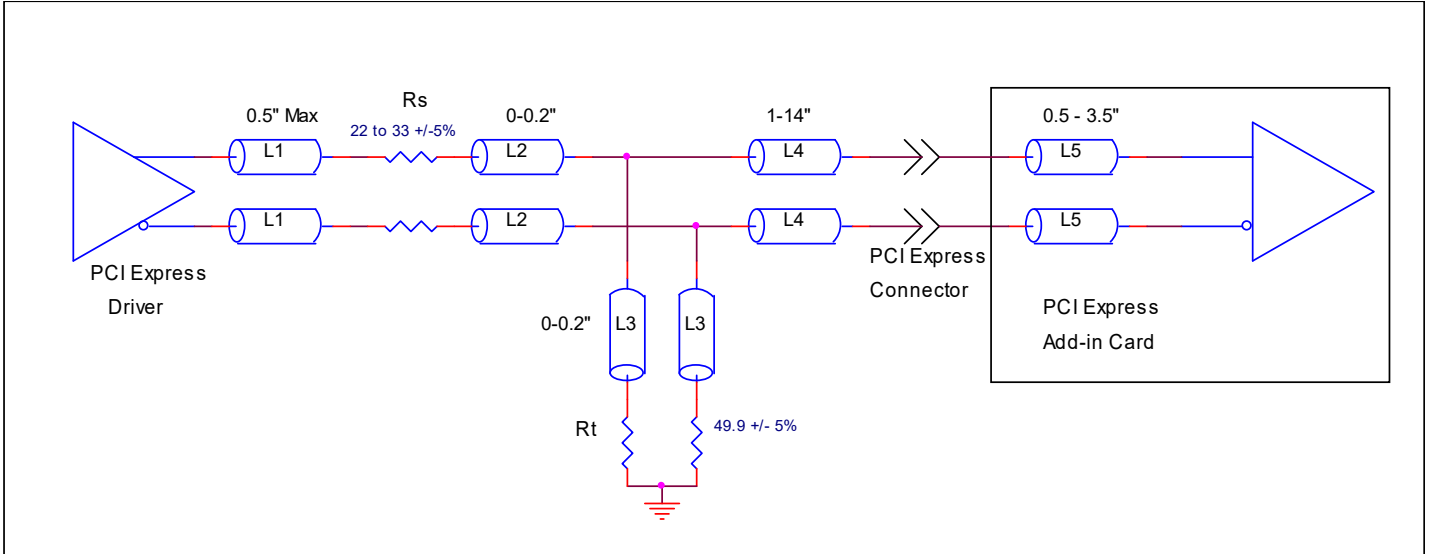 0.5" Max
Rs
22 to 33 +/-5%
0-0.2"
1-14"
0.5 - 3.5"
L1
L2
L4
L5
L1
L2
L4
L5
PCI Express
Driver
PCI Express
Connector
0-0.2"
L3
L3
PCI Express
Add-in Card
Rt
49.9 +/- 5%